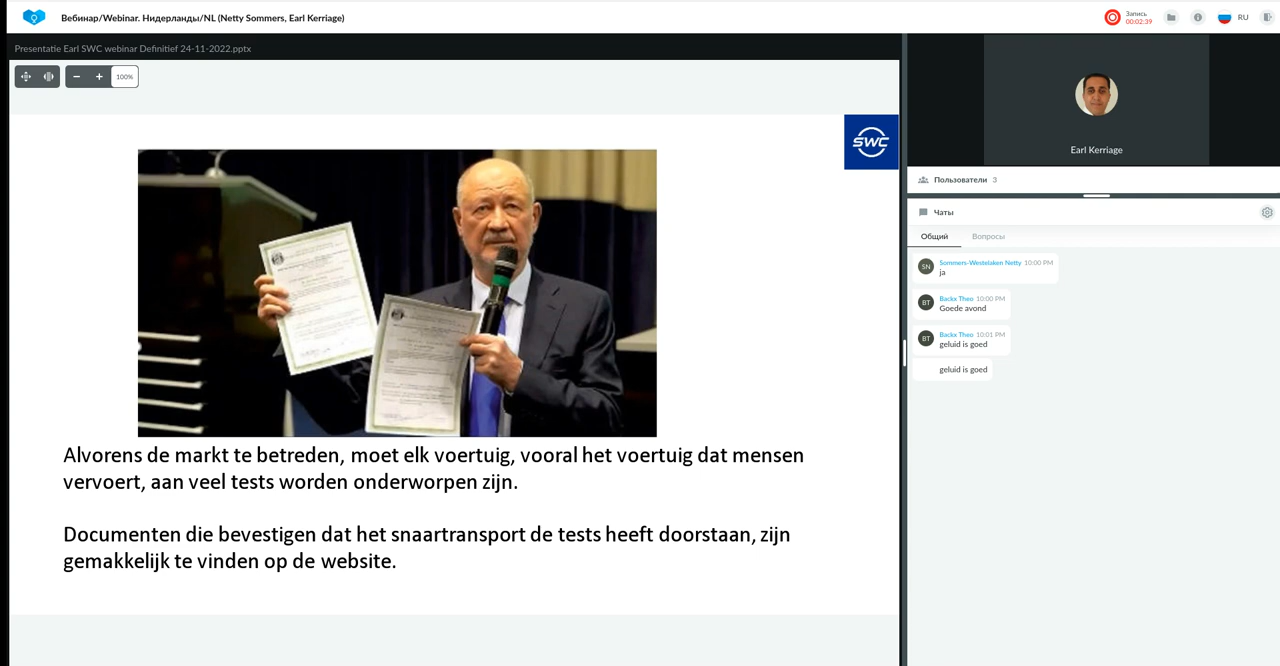 Вебинар/Webinar. Нидерланды/NL (Netty Sommers, Earl Kerriage)
Запись
00:02:39
RU
Presentatie Earl SWC webinar Definitief 24-11-2022.pptx
100%
SWC
Alvorens de markt te betreden, moet elk voertuig, vooral het voertuig dat mensen
vervoert, aan veel tests worden onderworpen zijn.
Documenten die bevestigen dat het snaartransport de tests heeft doorstaan, zijn
gemakkelijk te vinden op de website.
Earl Kerriage
Пользователи 3
Чаты
Общий Вопросы
SN Sommers-Westelaken Netty 10:00 PM
ja
BT Backx Theo 10:00 PM
Goede avond
BT Backx Theo 10:01 PM
geluid is goed
geluid is goed